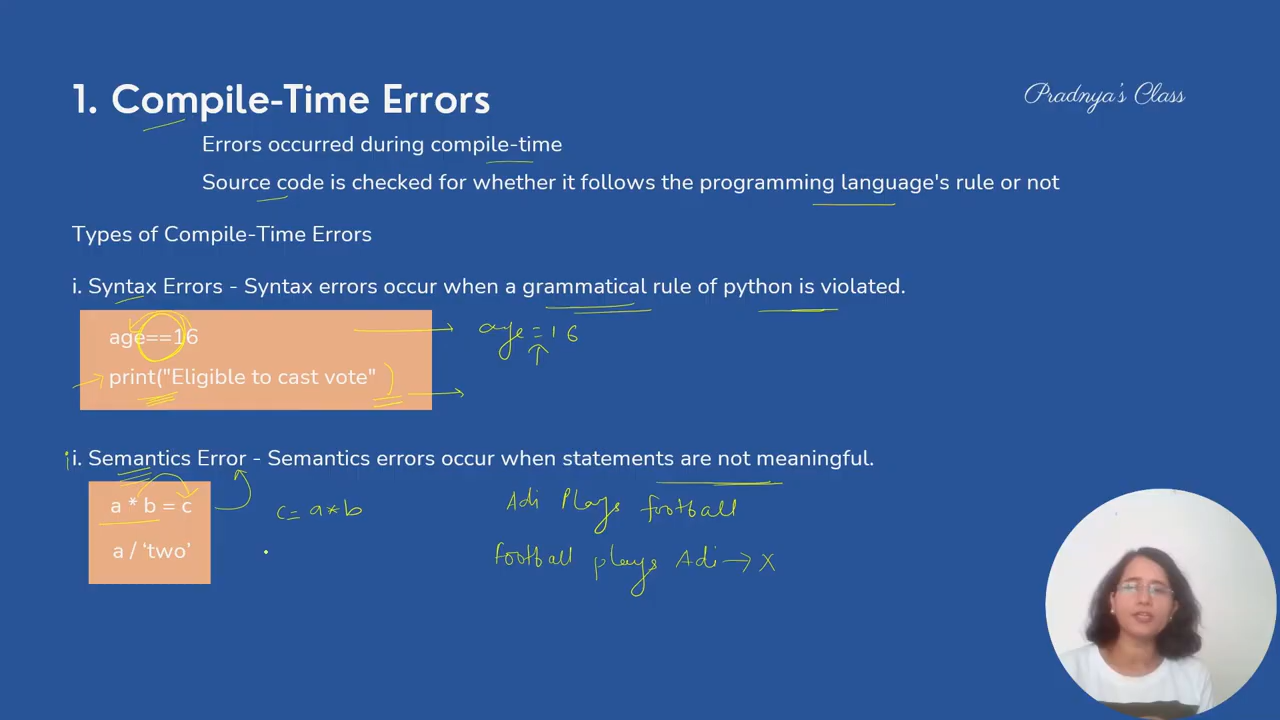 1. Compile-Time Errors
Pradnya's Class
Errors occurred during compile-time
Source code is checked for whether it follows the programming language's rule or not
Types of Compile-Time Errors
i. Syntax Errors - Syntax errors occur when a grammatical rule of python is violated.
age==16
age = 16
print("Eligible to cast vote" )
ii. Semantics Error - Semantics errors occur when statements are not meaningful.
a * b = c
c = a*b
Adi Plays football
a / ‘two’
football plays Adi → X